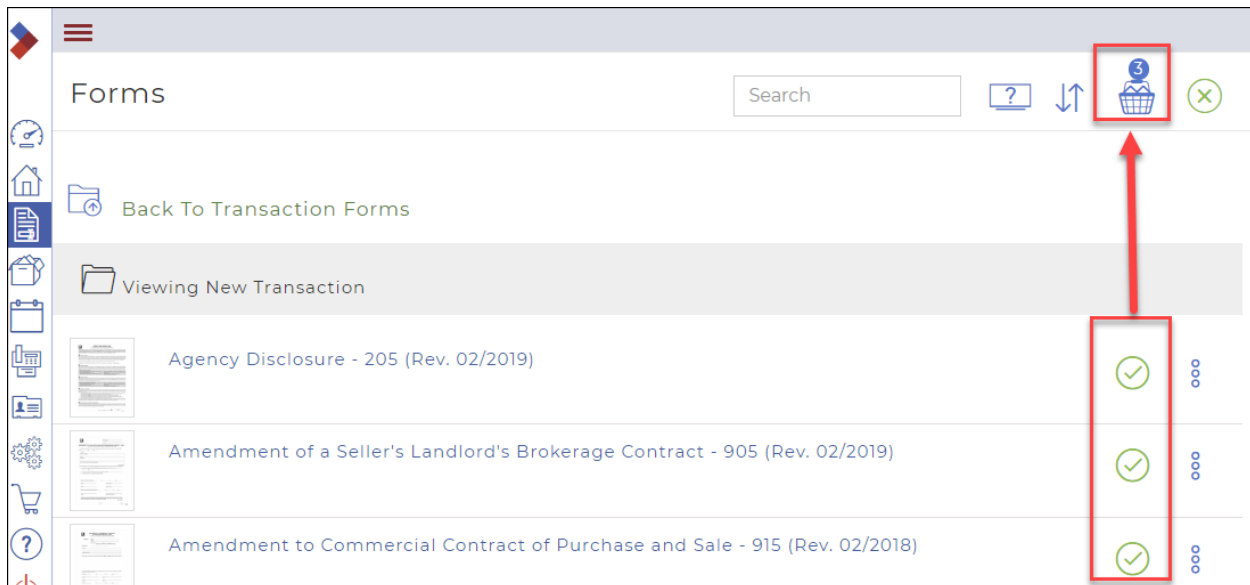 3
Forms
Search
?
Back To Transaction Forms
Viewing New Transaction
Agency Disclosure - 205 (Rev. 02/2019)
Amendment of a Seller's Landlord's Brokerage Contract - 905 (Rev. 02/2019)
Amendment to Commercial Contract of Purchase and Sale - 915 (Rev. 02/2018)
?